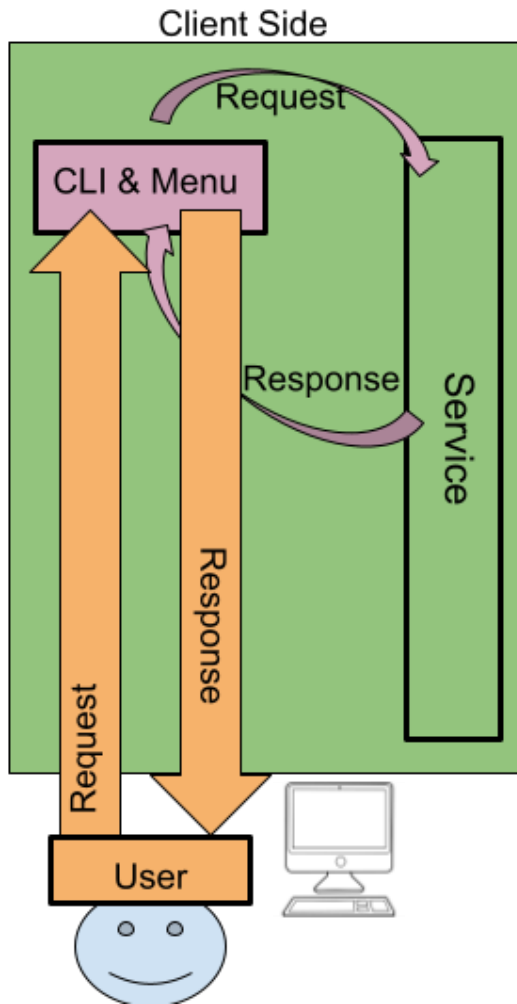 Client Side
Request
CLI & Menu
Response
Service
Response
Request
User